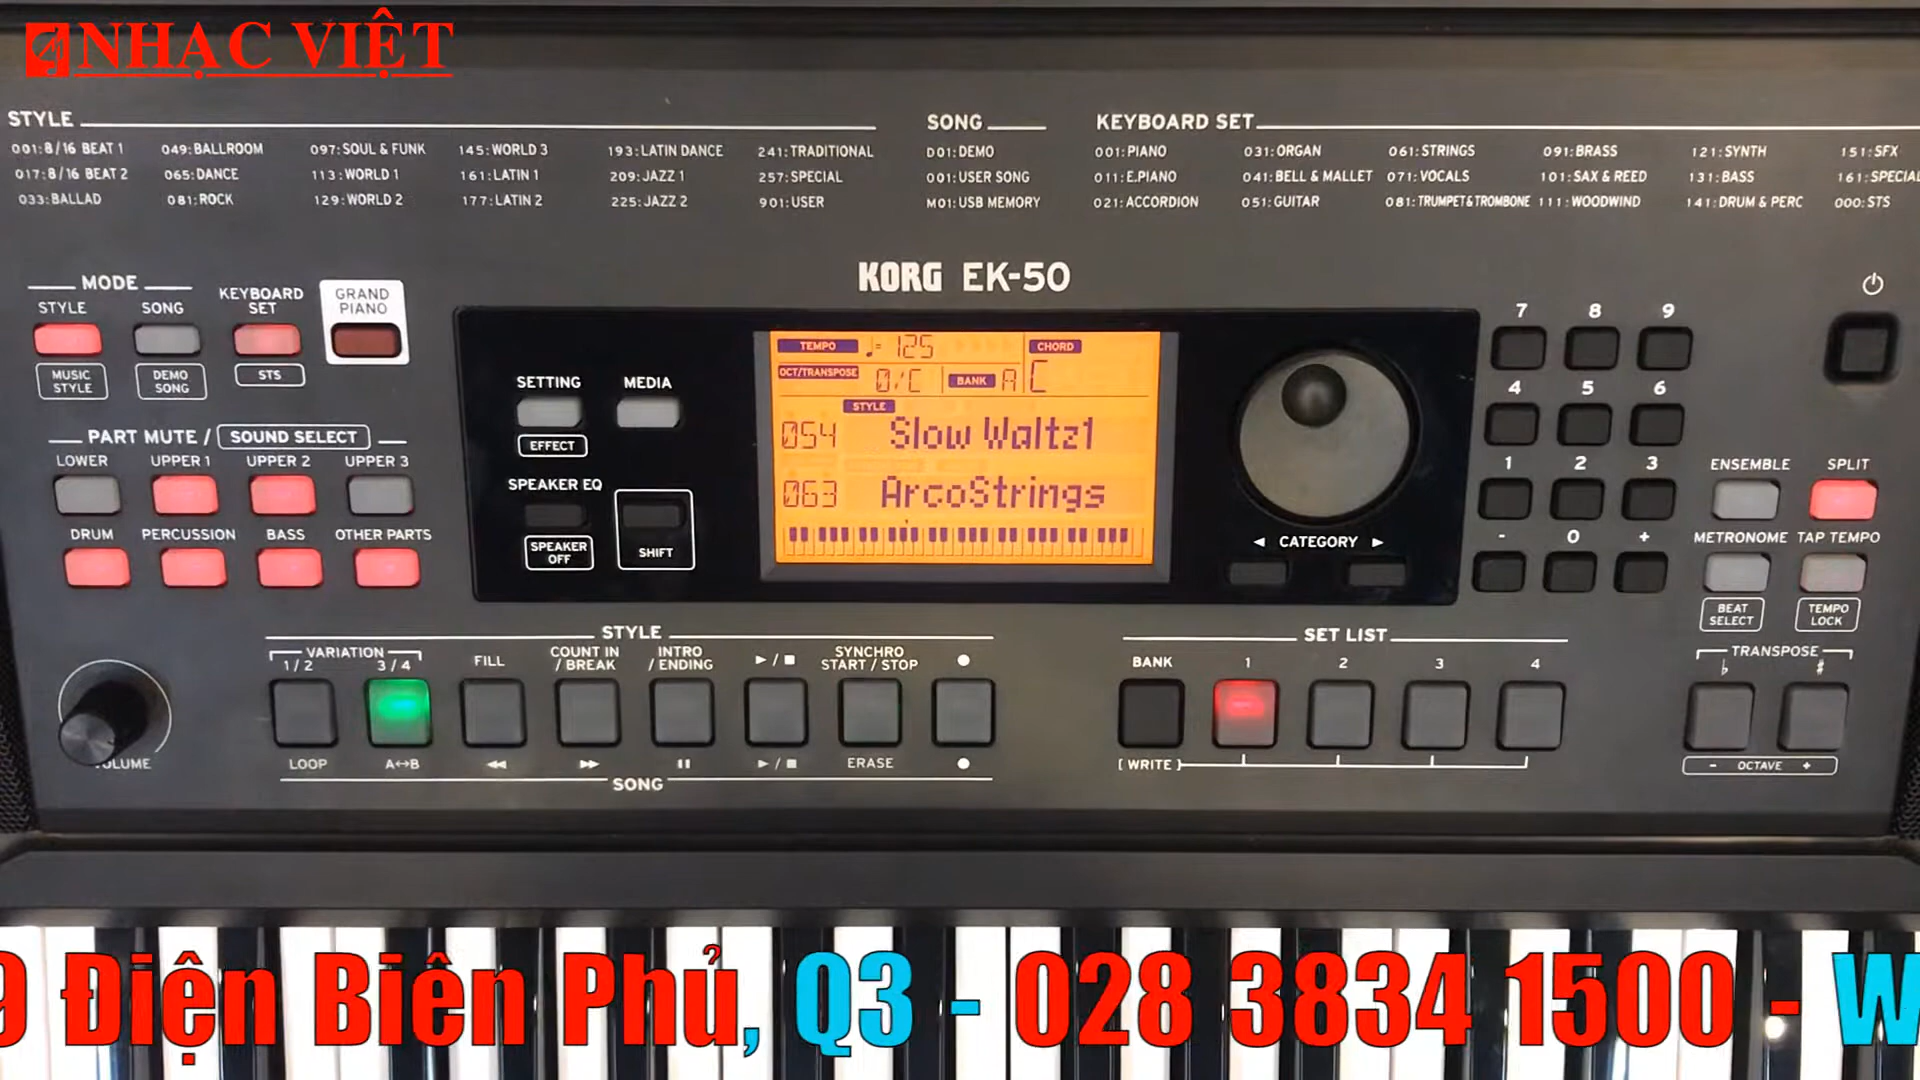 NHẠC VIỆT
STYLE
001:8/16 BEAT 1 049:BALLROOM 097:SOUL & FUNK 145:WORLD 3 193:LATIN DANCE 241:TRADITIONAL
017:8/16 BEAT 2 065:DANCE 113:WORLD 1 161:LATIN 1 209:JAZZ 1 257:SPECIAL
033:BALLAD 081:ROCK 129:WORLD 2 177:LATIN 2 225:JAZZ 2 901:USER
SONG
D01:DEMO
001:USER SONG
M01:USB MEMORY
KEYBOARD SET
001:PIANO 031:ORGAN 061:STRINGS 091:BRASS 121:SYNTH 151:SFX
011:E.PIANO 041:BELL & MALLET 071:VOCALS 101:SAX & REED 131:BASS 161:SPECIAL
021:ACCORDION 051:GUITAR 081:TRUMPET&TROMBONE 111:WOODWIND 141:DRUM & PERC 000:STS
KORG EK-50
MODE
STYLE SONG KEYBOARD SET GRAND PIANO
MUSIC STYLE DEMO SONG STS
PART MUTE / SOUND SELECT
LOWER UPPER 1 UPPER 2 UPPER 3
DRUM PERCUSSION BASS OTHER PARTS
SETTING MEDIA
EFFECT
SPEAKER EQ
SPEAKER OFF SHIFT
TEMPO ♩= 125 CHORD
OCT/TRANSPOSE 0/C BANK A C
STYLE
054 Slow Waltz1
063 ArcoStrings
◄ CATEGORY ►
7 8 9
4 5 6
1 2 3
- 0 +
ENSEMBLE SPLIT
METRONOME TAP TEMPO
BEAT SELECT TEMPO LOCK
TRANSPOSE
♭ ♯
- OCTAVE +
VOLUME
STYLE
VARIATION
1/2 3/4 FILL COUNT IN / BREAK INTRO / ENDING ►/■ SYNCHRO START / STOP ●
LOOP A↔B ◄◄ ►► ▮▮ ►/■ ERASE ●
SONG
SET LIST
BANK 1 2 3 4
[WRITE]
9 Điện Biên Phủ, Q3 - 028 3834 1500 - W